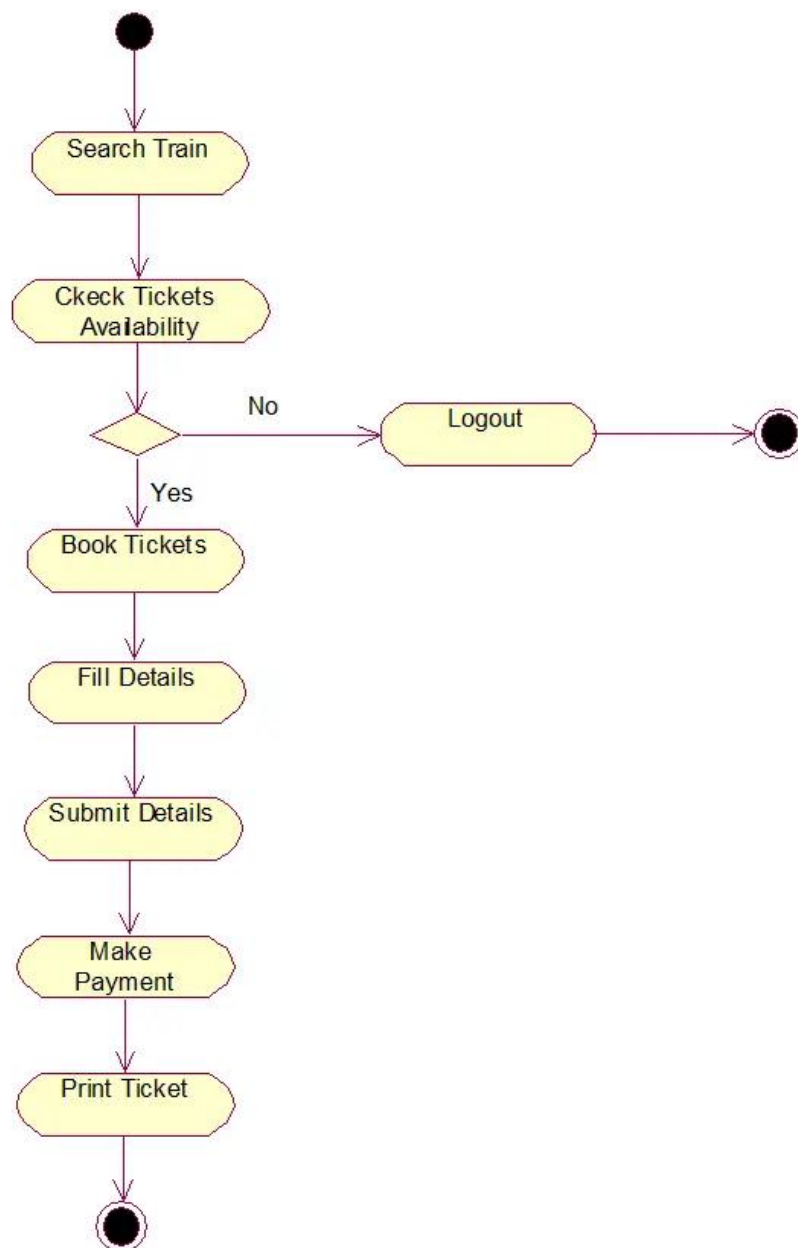 Search Train
Ckeck Tickets
Availability
No
Logout
Yes
Book Tickets
Fill Details
Submit Details
Make
Payment
Print Ticket